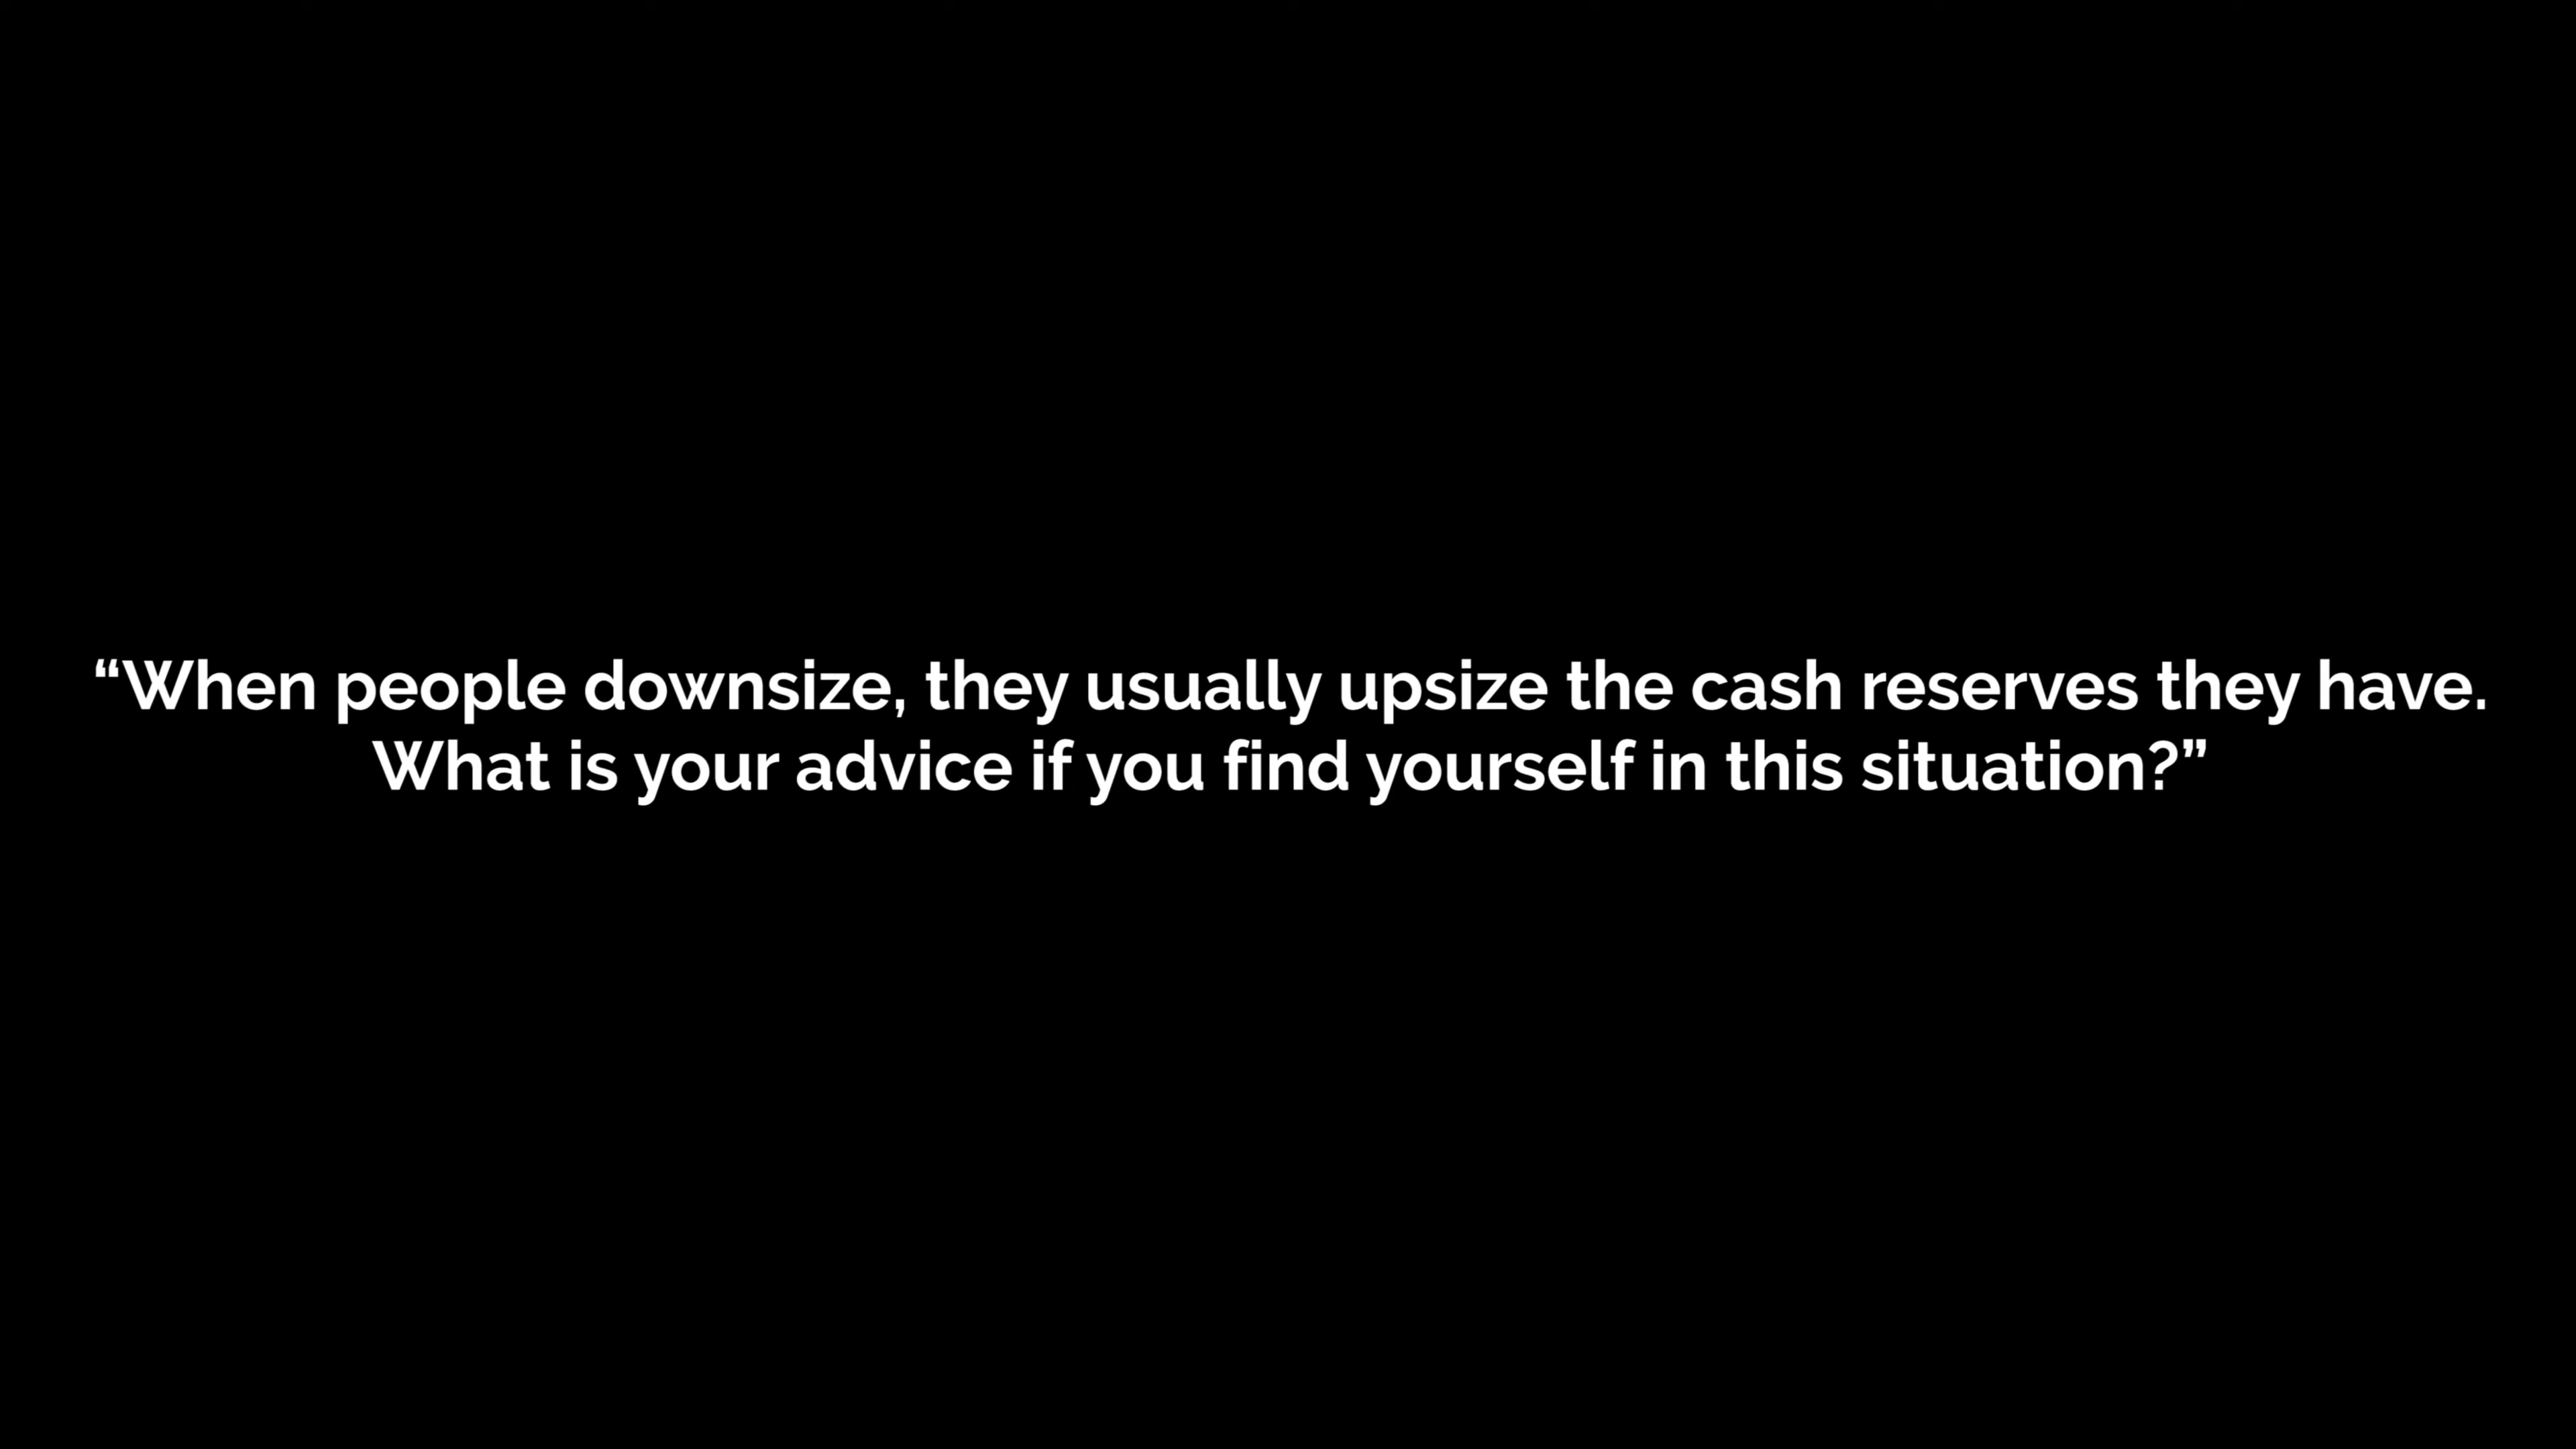 “When people downsize, they usually upsize the cash reserves they have.
What is your advice if you find yourself in this situation?”